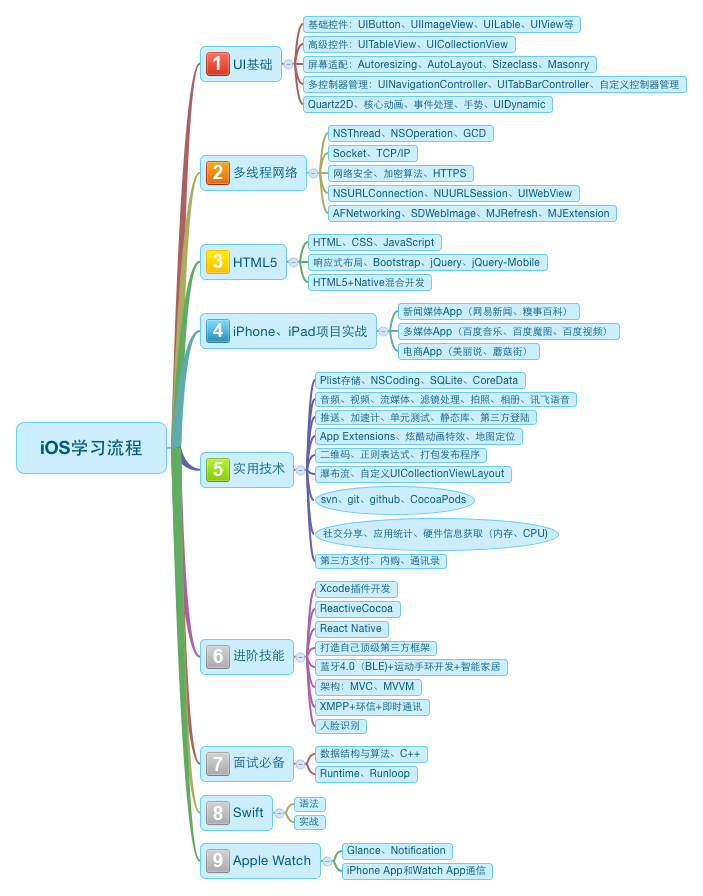 iOS学习流程
1 UI基础
基础控件：UIButton、UIImageView、UILable、UIView等
高级控件：UITableView、UICollectionView
屏幕适配：Autoresizing、AutoLayout、Sizeclass、Masonry
多控制器管理：UINavigationController、UITabBarController、自定义控制器管理
Quartz2D、核心动画、事件处理、手势、UIDynamic
2 多线程网络
NSThread、NSOperation、GCD
Socket、TCP/IP
网络安全、加密算法、HTTPS
NSURLConnection、NUURLSession、UIWebView
AFNetworking、SDWebImage、MJRefresh、MJExtension
3 HTML5
HTML、CSS、JavaScript
响应式布局、Bootstrap、jQuery、jQuery-Mobile
HTML5+Native混合开发
4 iPhone、iPad项目实战
新闻媒体App（网易新闻、糗事百科）
多媒体App（百度音乐、百度魔图、百度视频）
电商App（美丽说、蘑菇街）
5 实用技术
Plist存储、NSCoding、SQLite、CoreData
音频、视频、流媒体、滤镜处理、拍照、相册、讯飞语音
推送、加速计、单元测试、静态库、第三方登陆
App Extensions、炫酷动画特效、地图定位
二维码、正则表达式、打包发布程序
瀑布流、自定义UICollectionViewLayout
svn、git、github、CocoaPods
社交分享、应用统计、硬件信息获取（内存、CPU)
第三方支付、内购、通讯录
6 进阶技能
Xcode插件开发
ReactiveCocoa
React Native
打造自己顶级第三方框架
蓝牙4.0（BLE)+运动手环开发+智能家居
架构：MVC、MVVM
XMPP+环信+即时通讯
人脸识别
7 面试必备
数据结构与算法、C++
Runtime、Runloop
8 Swift
语法
实战
9 Apple Watch
Glance、Notification
iPhone App和Watch App通信